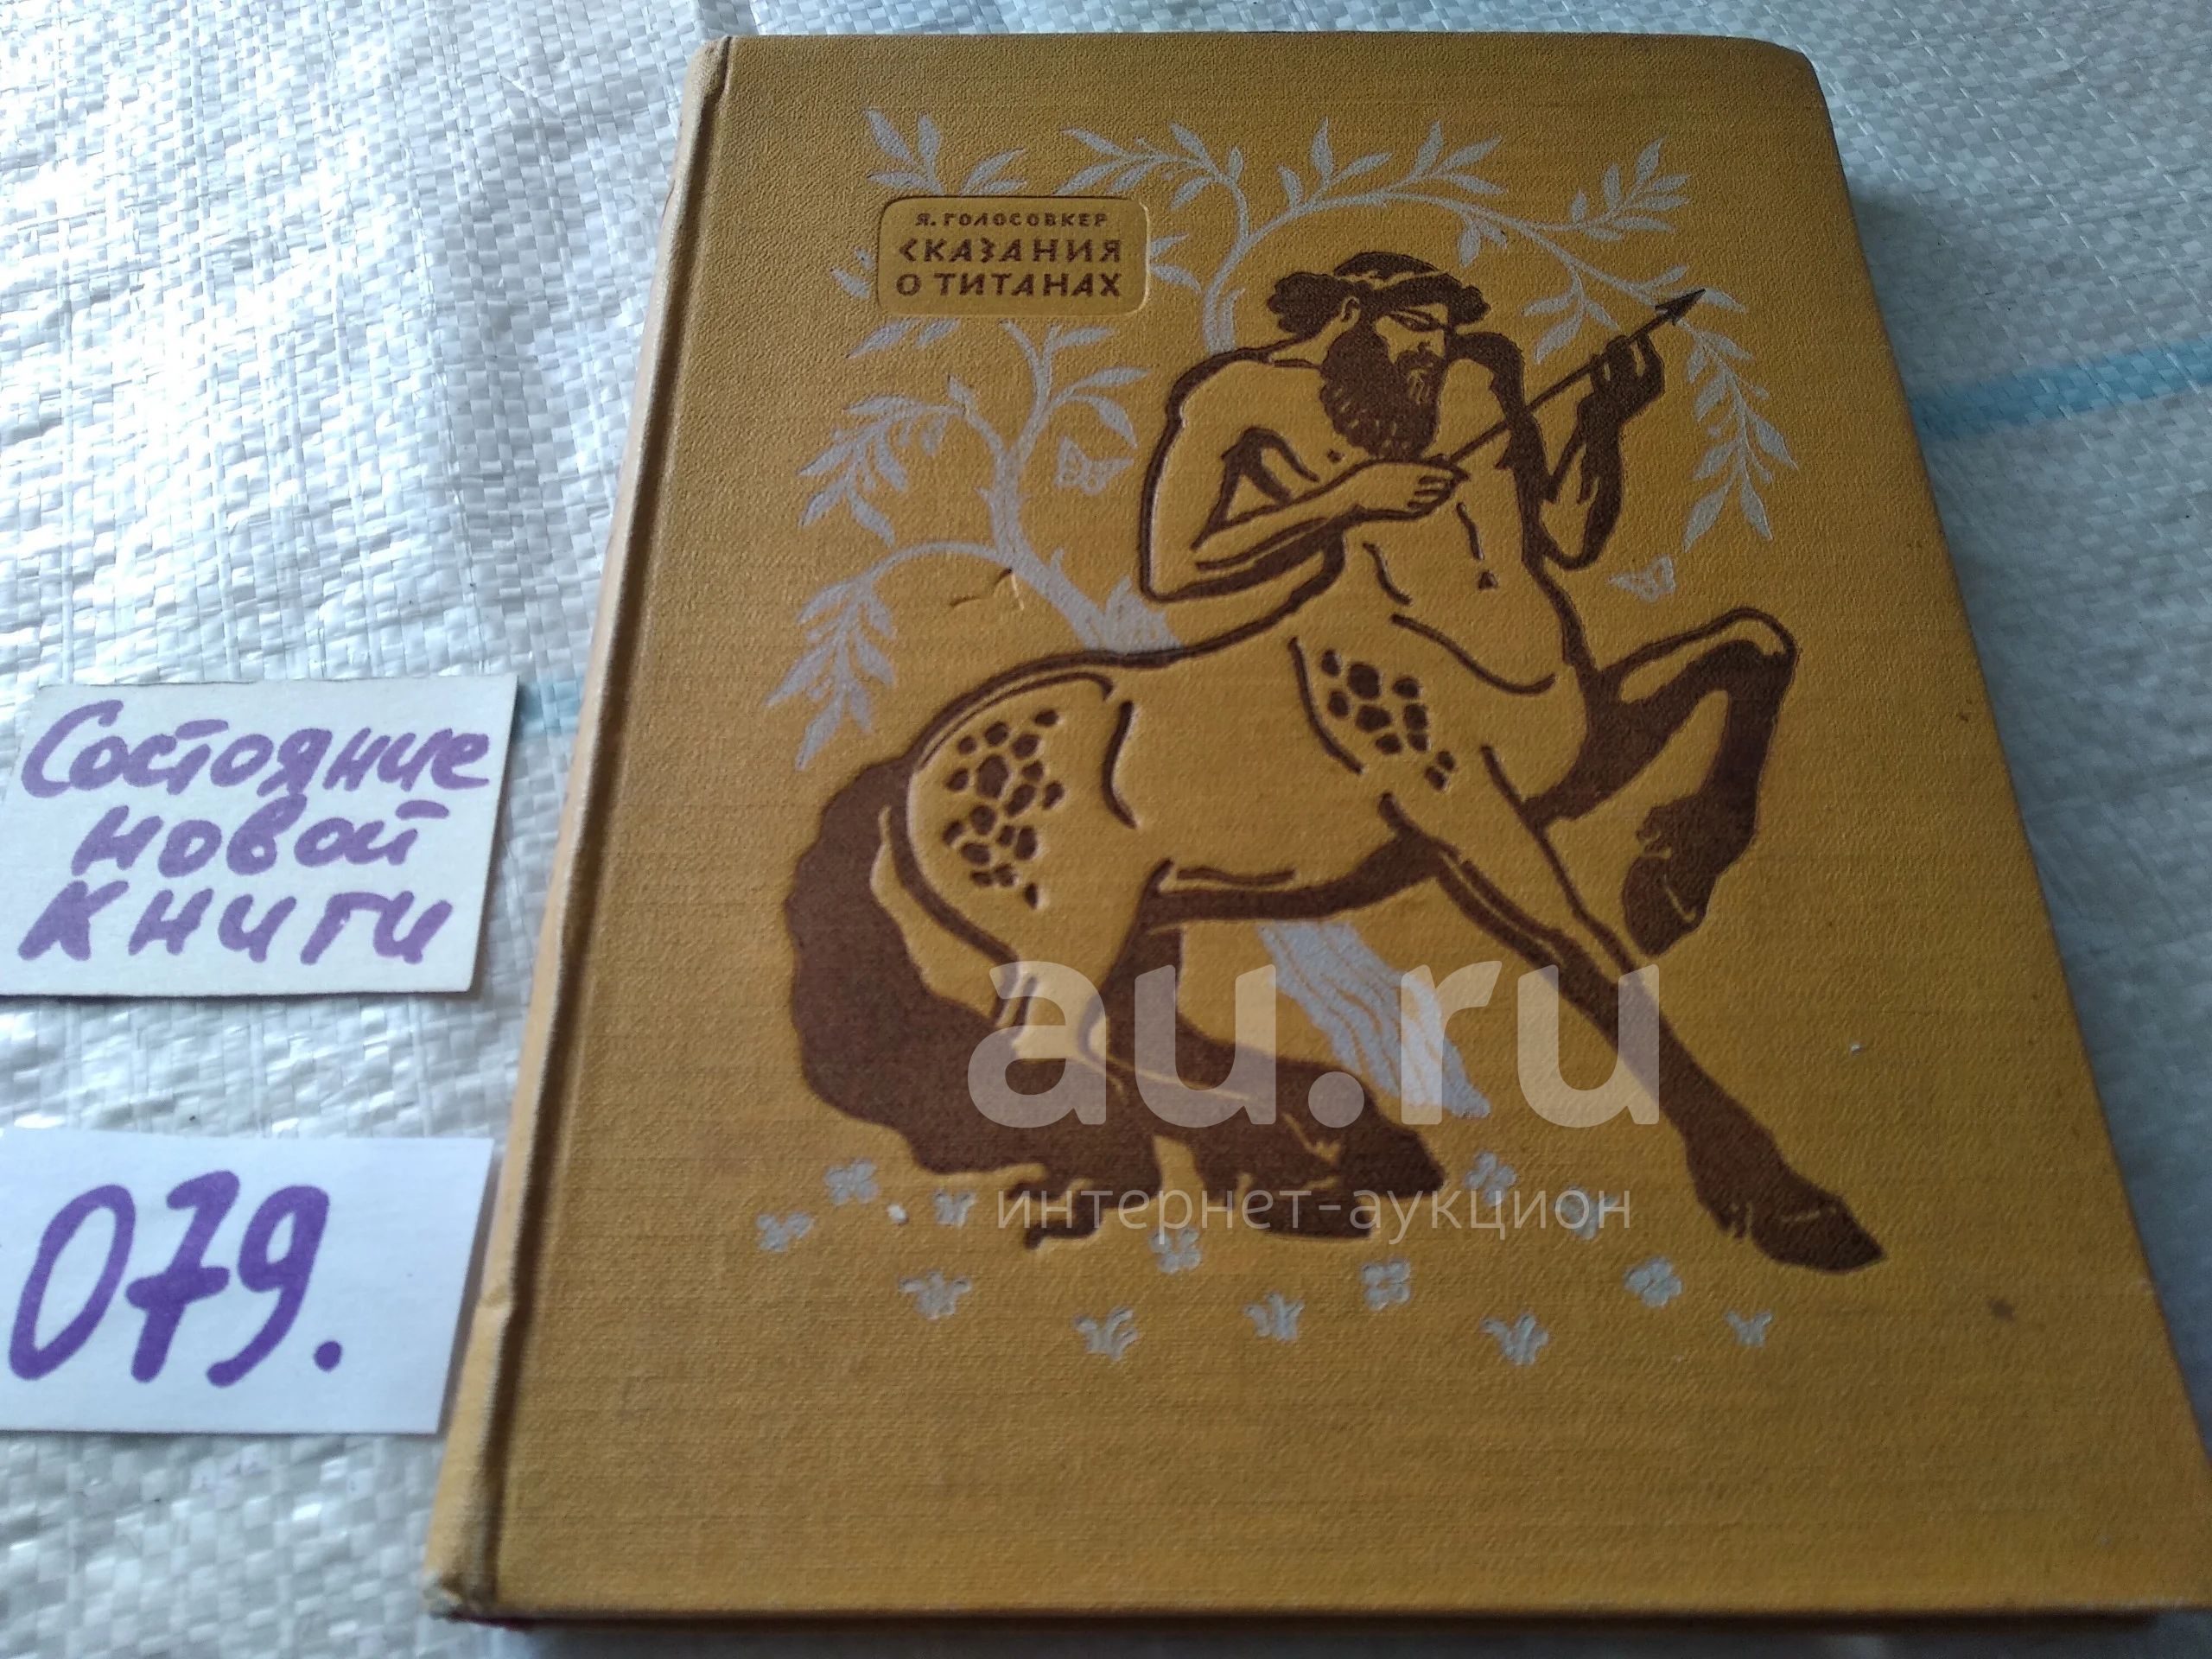 Я. ГОЛОСОВКЕР
СКАЗАНИЯ
О ТИТАНАХ
Состояние
новой
книги
079.
au.ru
интернет-аукцион